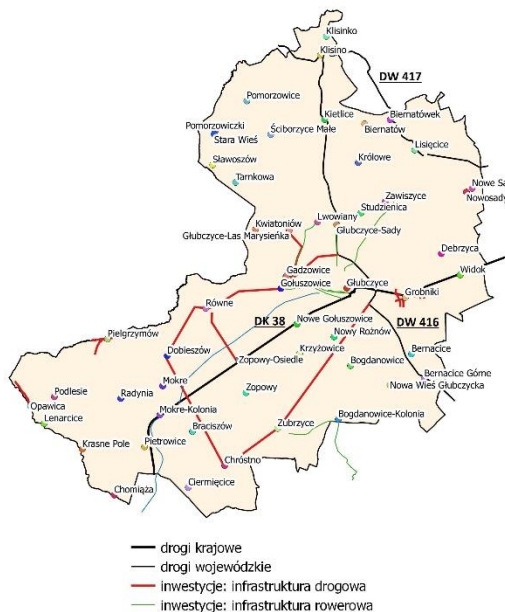 Klisinko
Klisino
DW 417
Pomorzowice
Kietlice
Biernatówek
Pomorzowiczki
Ściborzyce Małe
Biernatów
Stara Wieś
Lisięcice
Sławoszów
Królowe
Tarnkowa
Nowe Sa
Zawiszyce
Nowosady
Studzienica
Kwiatoniów
Lwowiany
Głubczyce-Las Marysieńka
Głubczyce-Sady
Debrzyca
Gadzowice
Widok
Gołuszowice
Głubczyce
Grobniki
Równe
DK 38
Nowe Gołuszowice
DW 416
Nowy Rożnów
Pielgrzymów
Dobieszów
Zopowy-Osiedle
Krzyżowice
Bernacice
Bogdanowice
Bernacice Górne
Mokre
Nowa Wieś Głubczycka
Podlesie
Radynia
Zopowy
Opawica
Mokre-Kolonia
Bogdanowice-Kolonia
Lenarcice
Braciszów
Zubrzyce
Krasne Pole
Pietrowice
Chróstno
Ciermięcice
Chomiąża
drogi krajowe
drogi wojewódzkie
inwestycje: infrastruktura drogowa
inwestycje: infrastruktura rowerowa